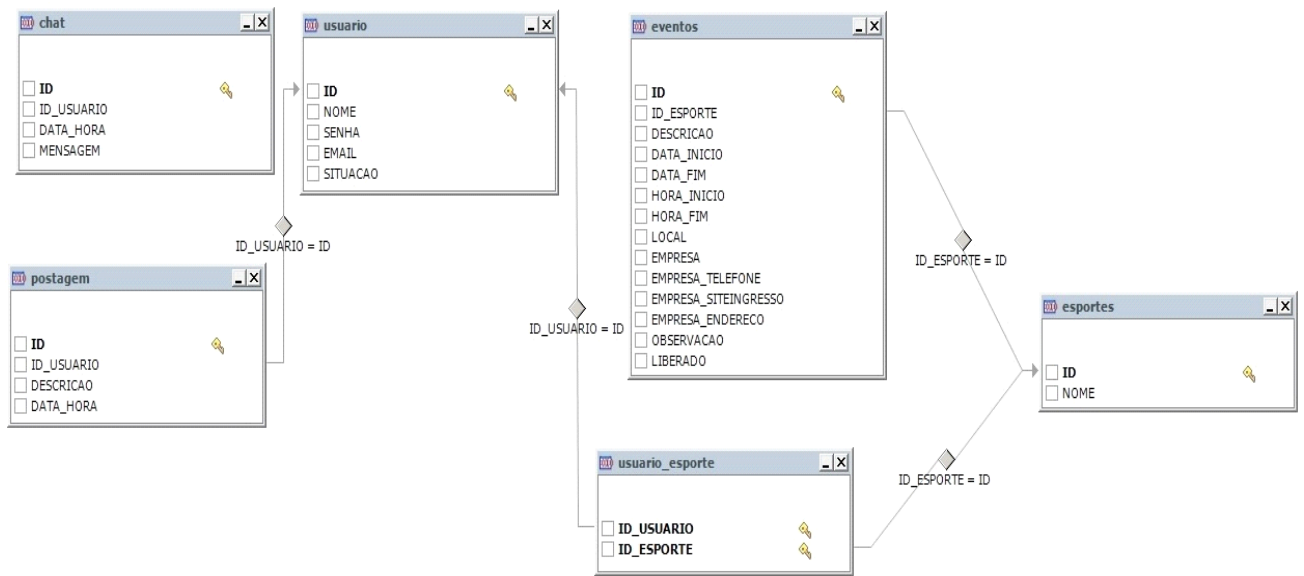 chat
ID
ID_USUARIO
DATA_HORA
MENSAGEM
usuario
ID
NOME
SENHA
EMAIL
SITUACAO
eventos
ID
ID_ESPORTE
DESCRICAO
DATA_INICIO
DATA_FIM
HORA_INICIO
HORA_FIM
LOCAL
EMPRESA
EMPRESA_TELEFONE
EMPRESA_SITEINGRESSO
EMPRESA_ENDERECO
OBSERVACAO
LIBERADO
ID_USUARIO = ID
ID_ESPORTE = ID
postagem
ID
ID_USUARIO
DESCRICAO
DATA_HORA
ID_USUARIO = ID
esportes
ID
NOME
usuario_esporte
ID_USUARIO
ID_ESPORTE
ID_ESPORTE = ID